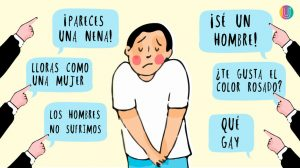 ¡PARECES
UNA NENA!
LLORAS COMO
UNA MUJER
LOS HOMBRES
NO SUFRIMOS
¡SÉ UN
HOMBRE!
¿TE GUSTA EL
COLOR ROSADO?
QUÉ
GAY